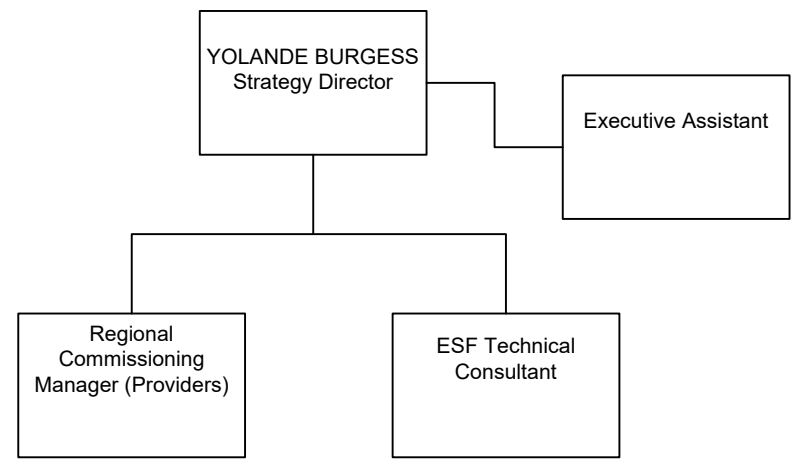 YOLANDE BURGESS
Strategy Director
Executive Assistant
Regional
Commissioning
Manager (Providers)
ESF Technical
Consultant